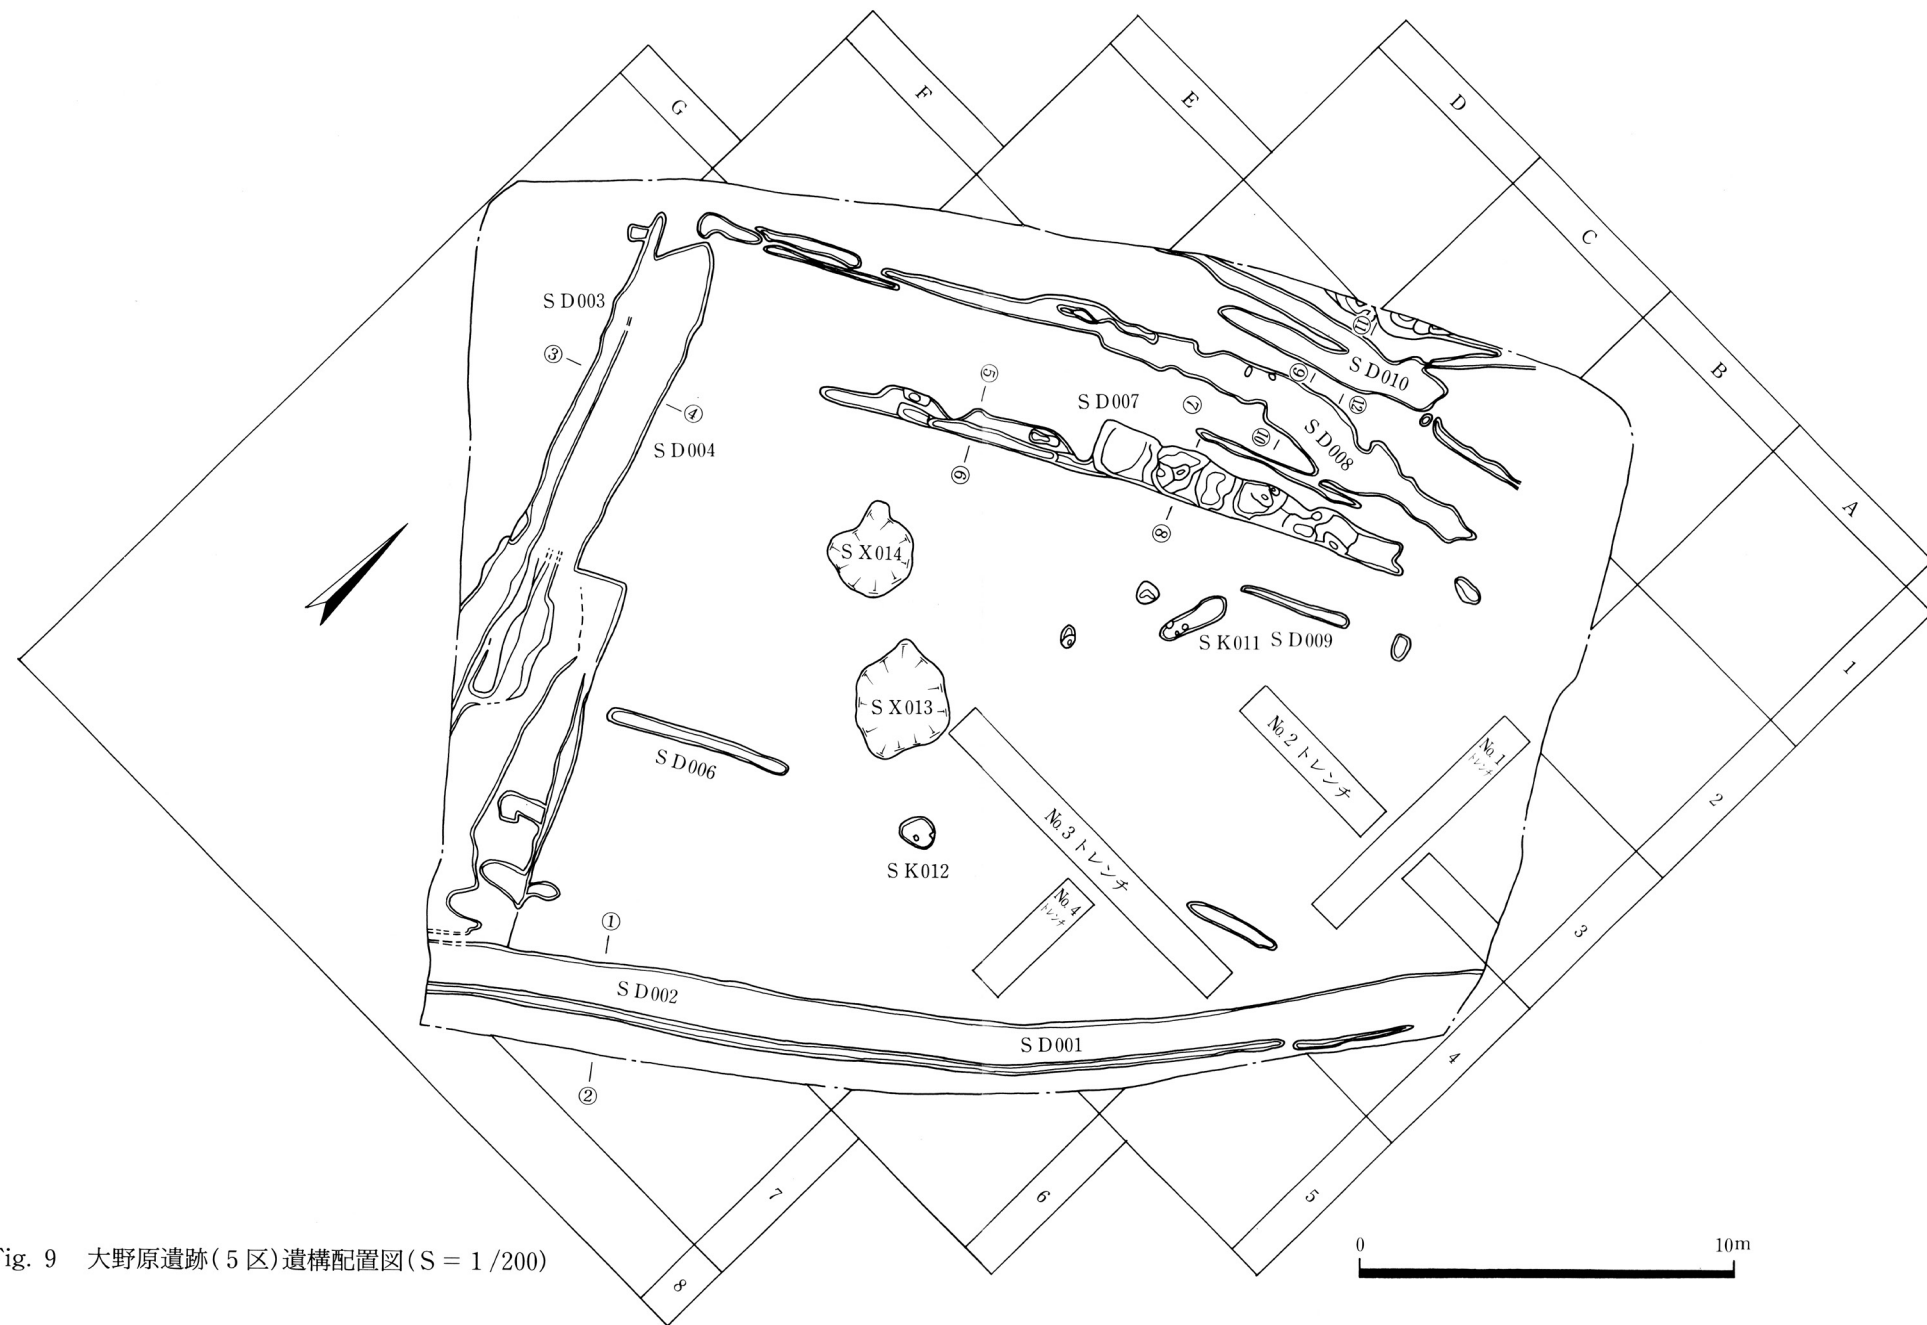 G
F
E
D
C
B
A
1
2
3
4
5
6
7
8
SD003
③
④
SD004
⑤
⑥
SD007
⑦
⑧
⑨
⑩
⑪
⑫
SD010
SD008
SX014
SK011
SD009
SX013
SD006
SK012
No.1
トレンチ
No.2 トレンチ
No.3 トレンチ
No.4
トレンチ
①
SD002
SD001
②
0
10m
ig. 9 大野原遺跡(5区)遺構配置図(S=1/200)